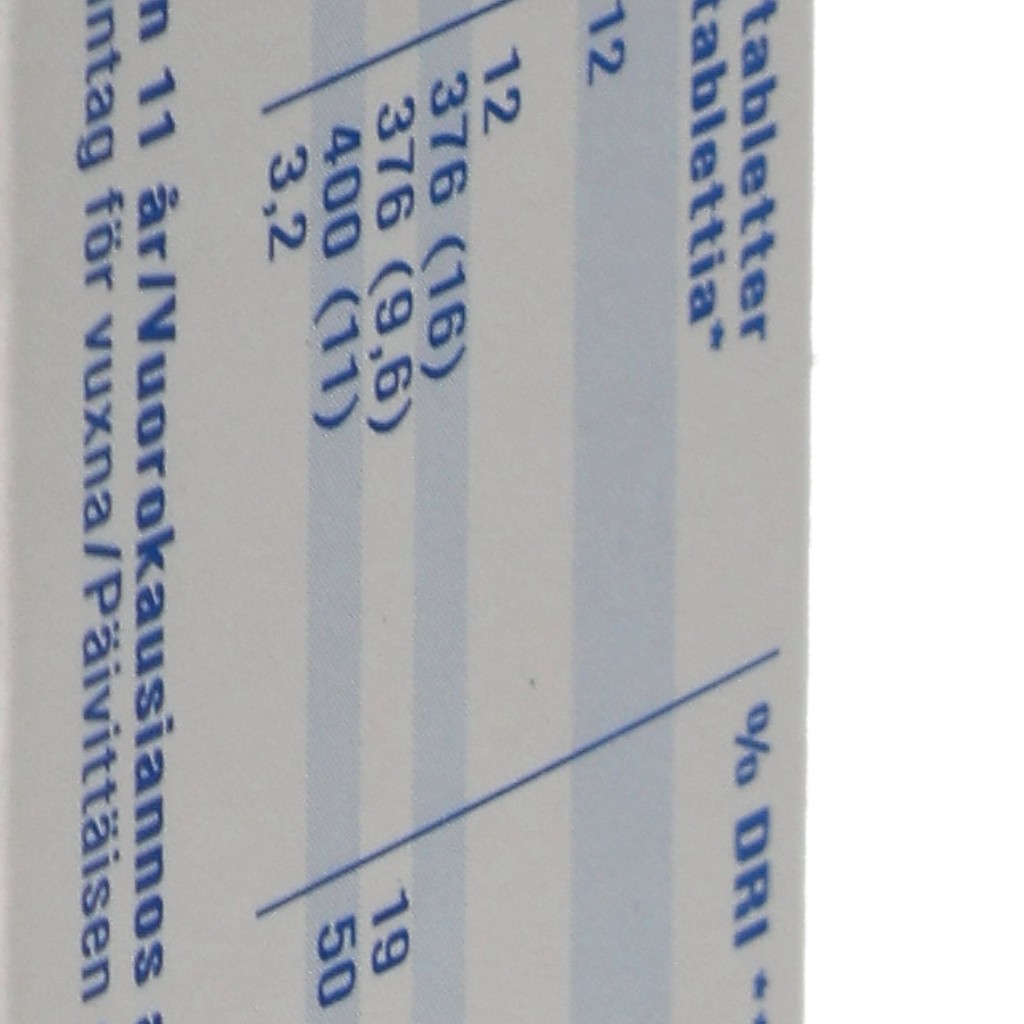 tabletter % DRI **
tablettia*
12
12
376 (16)
376 (9,6) 19
400 (11) 50
3,2
11 år/Vuorokausiannos
intag för vuxna/Päivittäisen